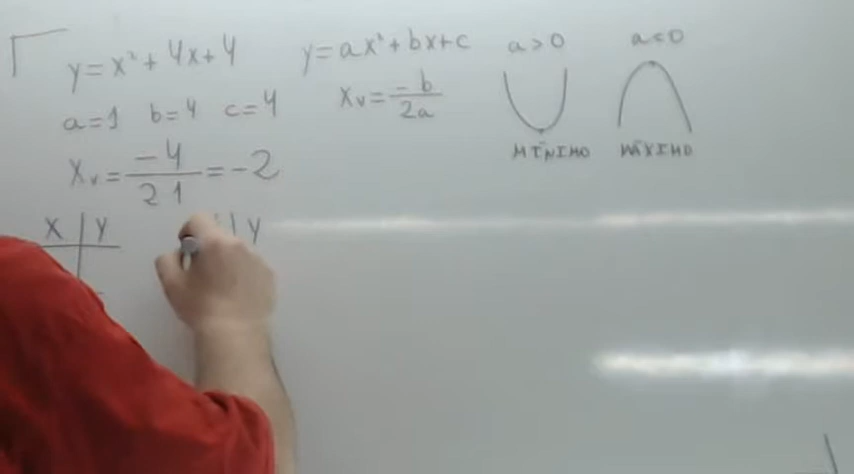 y=x²+4x+4
a=1 b=4 c=4
Xv=-4/2 1=-2
X Y
Y
y=ax²+bx+c
Xv=-b/2a
a>0
MÍNIMO
a<0
MÁXIMO